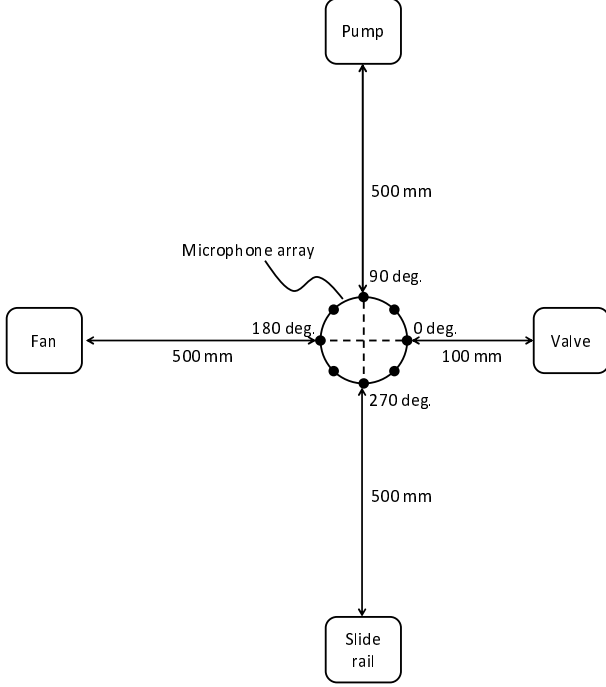 Pump
500 mm
Microphone array
90 deg.
180 deg.
0 deg.
Fan
Valve
500 mm
100 mm
270 deg.
500 mm
Slide
rail